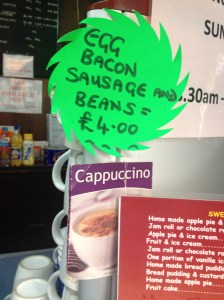 SUN
EGG
BACON
SAUSAGE AND
BEANS =
£4.00
.30am -
Cappuccino
SWE
Home made apple pie &
Jam roll or chocolate r
Apple pie & ice cream
Fruit & ice cream
Jam roll or chocolate ro
One portion of vanilla ic
Home made bread pudd
Bread pudding & custard
Home made apple pie
Fruit cake